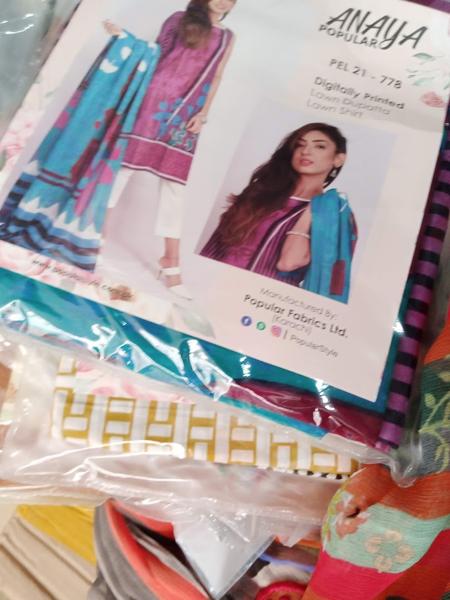 ANAYA
POPULAR
PEL 21 - 778
Digitally Printed
Lawn Dupatta
Lawn Shirt
Manufactured By:
Popular Fabrics Ltd.
(Karachi)
PopularStyle